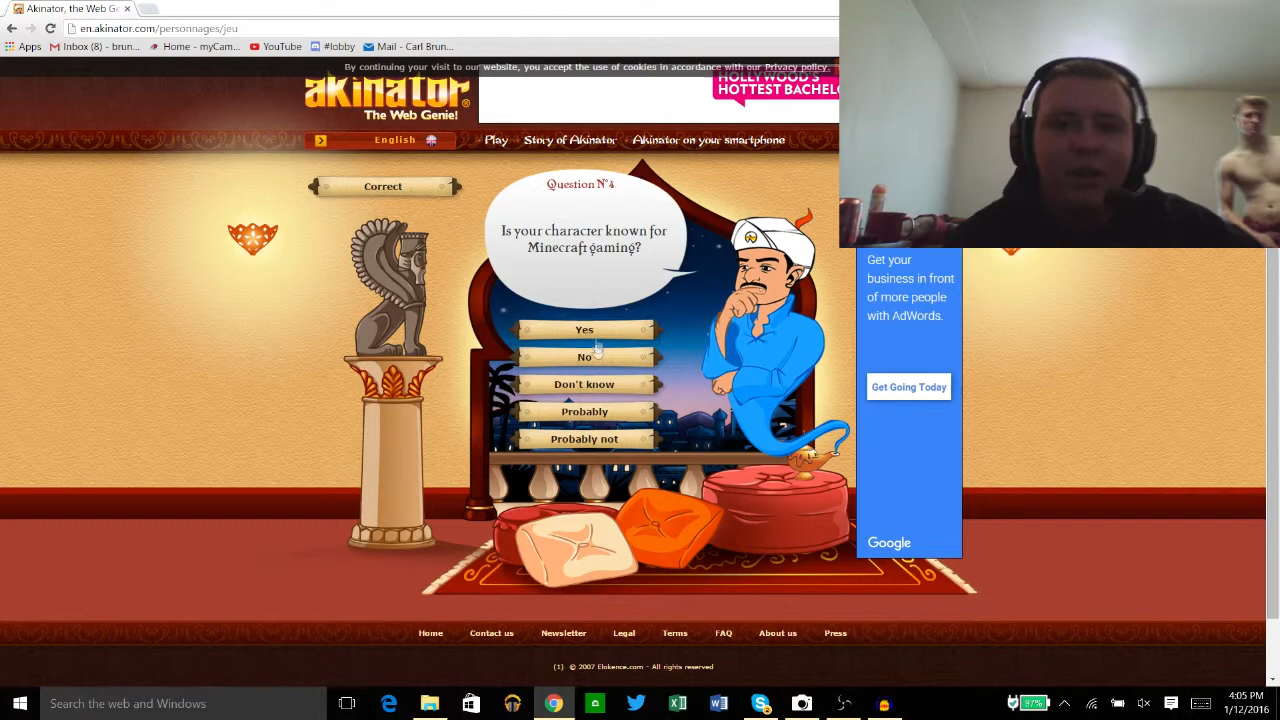 Akinator, the Web Ge
en.akinator.com/personnages/jeu
Apps
Inbox (8) - brun...
Home - myCam...
YouTube
#lobby
Mail - Carl Brun...
By continuing your visit to our website, you accept the use of cookies in accordance with our Privacy policy.
akinator®
The Web Genie!
HOLLYWOOD'S
HOTTEST BACHELO
English
Play
Story of Akinator
Akinator on your smartphone
Correct
Question N°4
Is your character known for
Minecraft gaming?
Yes
No
Don't know
Probably
Probably not
Get your
business in front
of more people
with AdWords.
Get Going Today
Google
Home
Contact us
Newsletter
Legal
Terms
FAQ
About us
Press
(1) © 2007 Elokence.com - All rights reserved
Search the web and Windows
2
97%
4:05 PM
1/12/2016